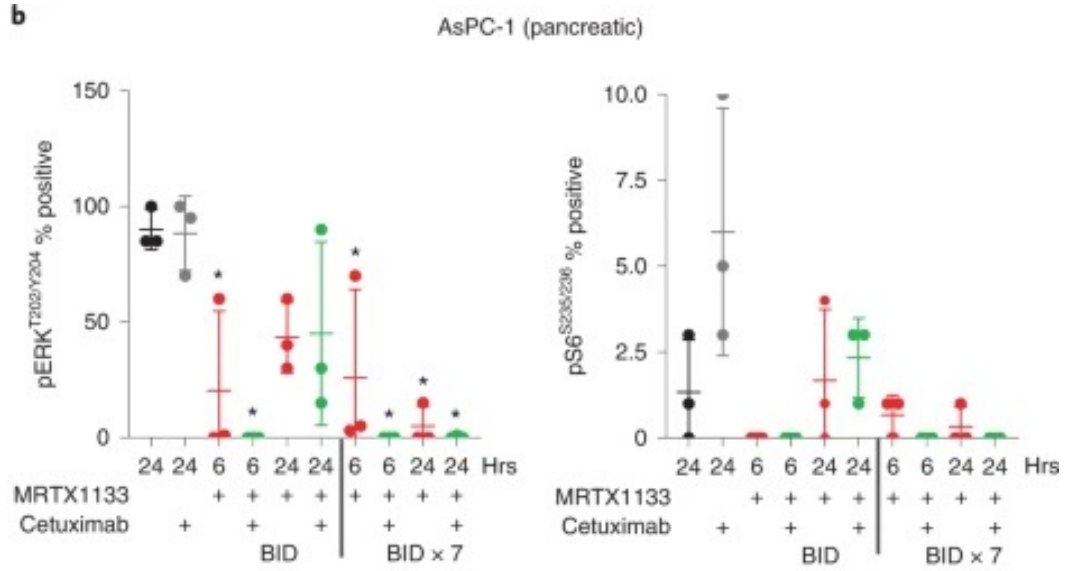 b
AsPC-1 (pancreatic)
pERK^T202/Y204 % positive
150
100
50
0
*
*
*
*
*
*
24 24 6 6 24 24 6 6 24 24 Hrs
MRTX1133 + + + + + + + +
Cetuximab + + + + +
BID BID × 7
pS6^S235/236 % positive
10.0
7.5
5.0
2.5
0
24 24 6 6 24 24 6 6 24 24 Hrs
MRTX1133 + + + + + + + +
Cetuximab + + + + +
BID BID × 7